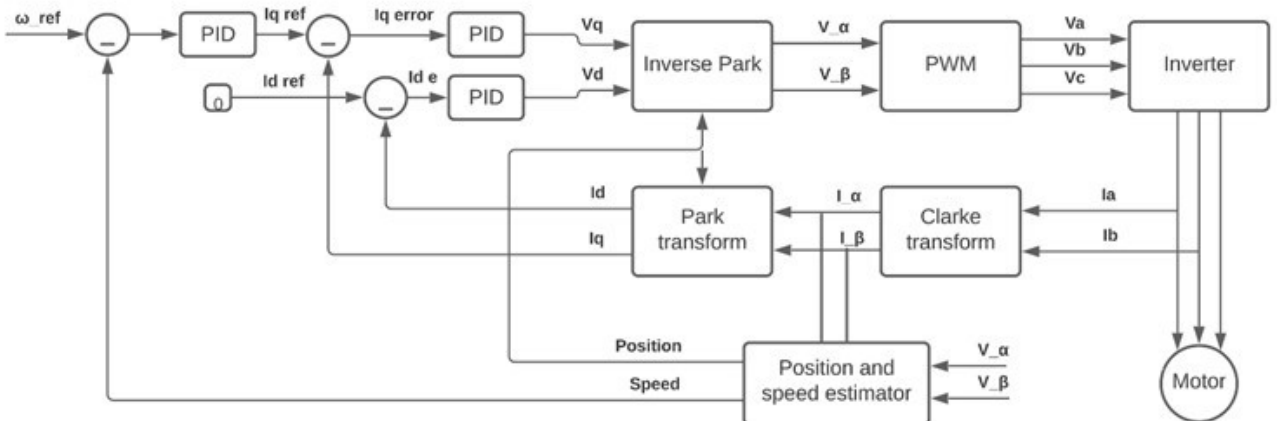 ω_ref
Iq ref
Iq error
Vq
V_α
Va
PID
PID
Inverse Park
PWM
Vb
Inverter
Id ref
Id e
Vd
V_β
Vc
0
PID
Id
Park
transform
I_α
Clarke
transform
Ia
Iq
I_β
Ib
Position
Position and
speed estimator
V_α
Speed
V_β
Motor